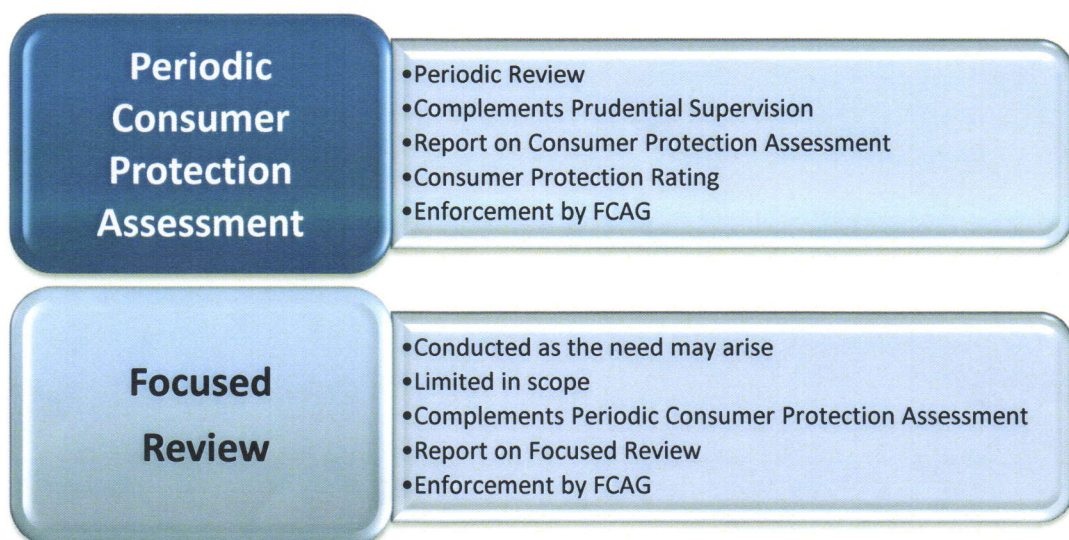 Periodic
Consumer
Protection
Assessment
•Periodic Review
•Complements Prudential Supervision
•Report on Consumer Protection Assessment
•Consumer Protection Rating
•Enforcement by FCAG
Focused
Review
•Conducted as the need may arise
•Limited in scope
•Complements Periodic Consumer Protection Assessment
•Report on Focused Review
•Enforcement by FCAG